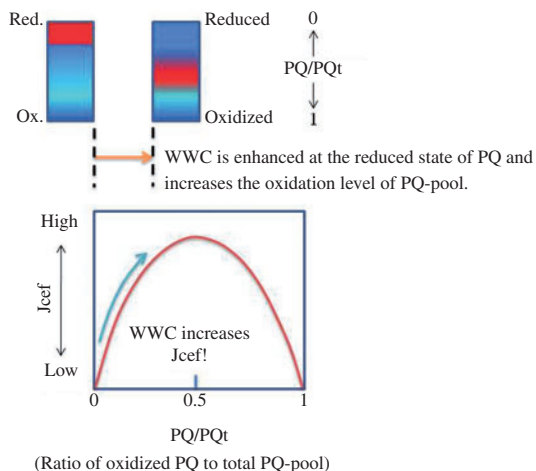 Red.
Reduced
0
PQ/PQt
Ox.
Oxidized
1
WWC is enhanced at the reduced state of PQ and
increases the oxidation level of PQ-pool.
High
Jcef
Low
WWC increases
Jcef!
0
0.5
1
PQ/PQt
(Ratio of oxidized PQ to total PQ-pool)